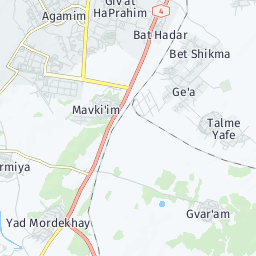 Giv'at
HaPrahim
Agamim
4
Bat Hadar
Bet Shikma
Ge'a
Mavki'im
Talme
Yafe
rmiya
Gvar'am
Yad Mordekhay